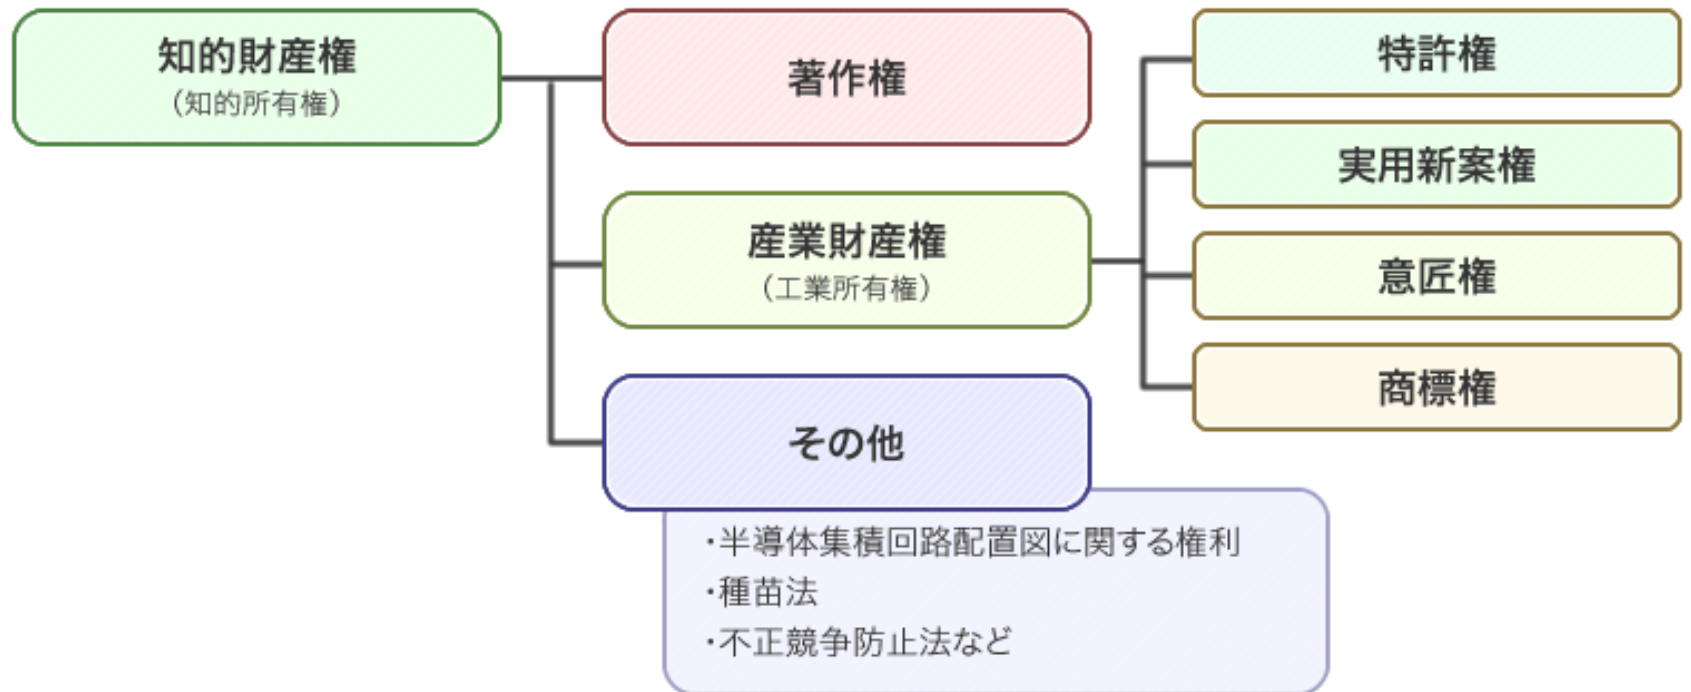 知的財産権
（知的所有権）
著作権
産業財産権
（工業所有権）
その他
・半導体集積回路配置図に関する権利
・種苗法
・不正競争防止法など
特許権
実用新案権
意匠権
商標権